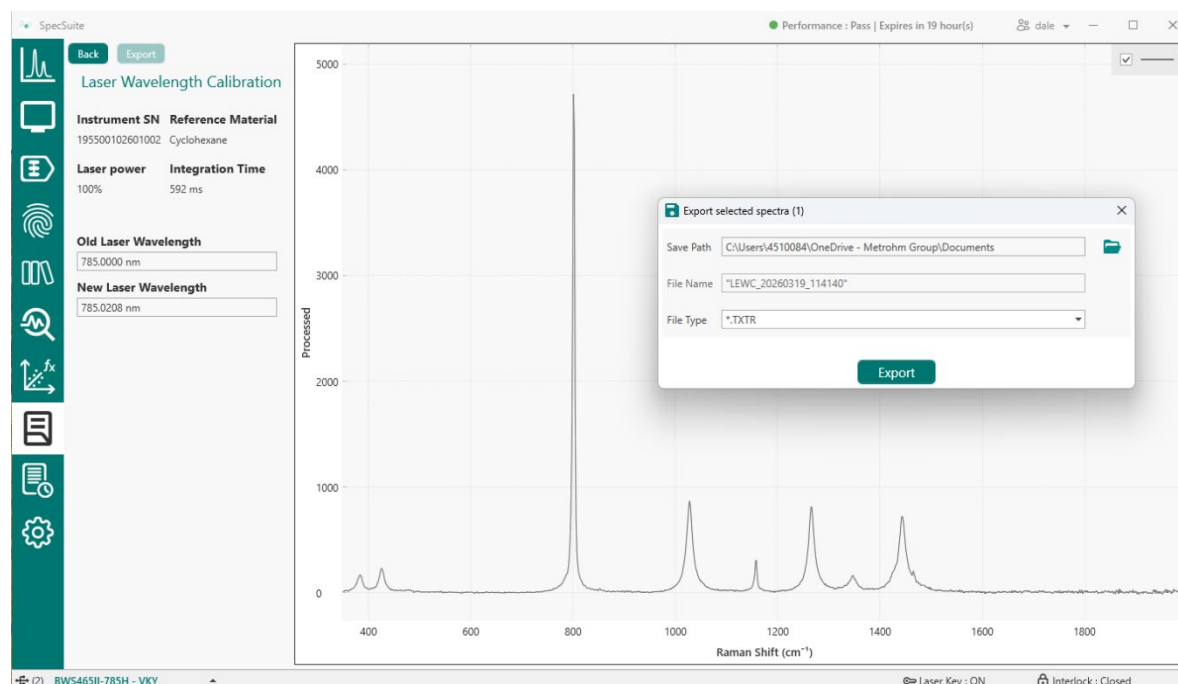 SpecSuite
Performance : Pass | Expires in 19 hour(s)
dale
Back
Export
Laser Wavelength Calibration
Instrument SN Reference Material
195500102601002 Cyclohexane
Laser power Integration Time
100% 592 ms
Old Laser Wavelength
785.0000 nm
New Laser Wavelength
785.0208 nm
fx
5000
4000
3000
2000
1000
0
Processed
400 600 800 1000 1200 1400 1600 1800
Raman Shift (cm⁻¹)
Export selected spectra (1)
Save Path C:\Users\4510084\OneDrive - Metrohm Group\Documents
File Name "LEWC_20260319_114140"
File Type *.TXTR
Export
(2) BWS465II-785H - VKY
Laser Key : ON
Interlock : Closed